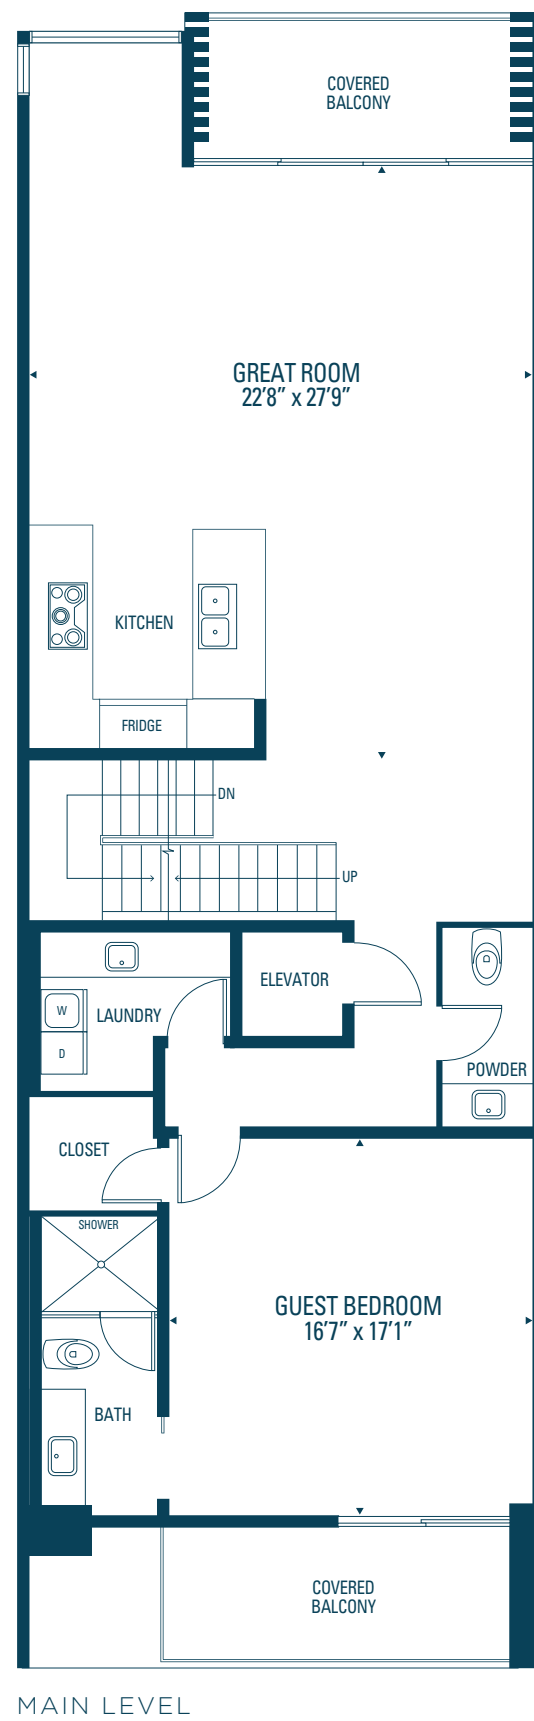 COVERED
BALCONY
GREAT ROOM
22’8” x 27’9”
KITCHEN
FRIDGE
DN
UP
ELEVATOR
W
LAUNDRY
D
POWDER
CLOSET
SHOWER
GUEST BEDROOM
16’7” x 17’1”
BATH
COVERED
BALCONY
MAIN LEVEL